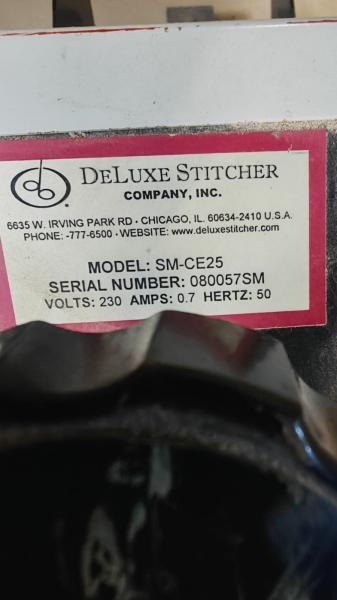 DELUXE STITCHER
COMPANY, INC.
6635 W. IRVING PARK RD · CHICAGO, IL. 60634-2410 U.S.A.
PHONE: -777-6500 · WEBSITE: www.deluxestitcher.com
MODEL: SM-CE25
SERIAL NUMBER: 080057SM
VOLTS: 230 AMPS: 0.7 HERTZ: 50